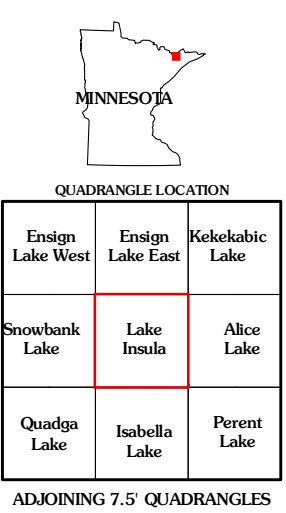 MINNESOTA
QUADRANGLE LOCATION
Ensign
Lake West
Ensign
Lake East
Kekekabic
Lake
Snowbank
Lake
Lake
Insula
Alice
Lake
Quadga
Lake
Isabella
Lake
Perent
Lake
ADJOINING 7.5' QUADRANGLES